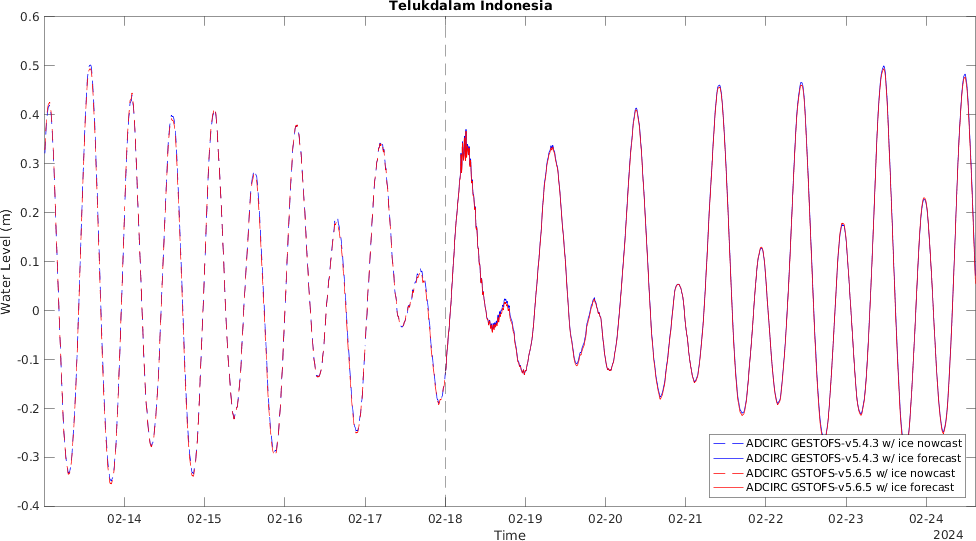 Telukdalam Indonesia
0.6
0.5
0.4
0.3
0.2
0.1
0
-0.1
-0.2
-0.3
-0.4
Water Level (m)
02-14 02-15 02-16 02-17 02-18 02-19 02-20 02-21 02-22 02-23 02-24
Time
2024
ADCIRC GESTOFS-v5.4.3 w/ ice nowcast
ADCIRC GESTOFS-v5.4.3 w/ ice forecast
ADCIRC GSTOFS-v5.6.5 w/ ice nowcast
ADCIRC GSTOFS-v5.6.5 w/ ice forecast